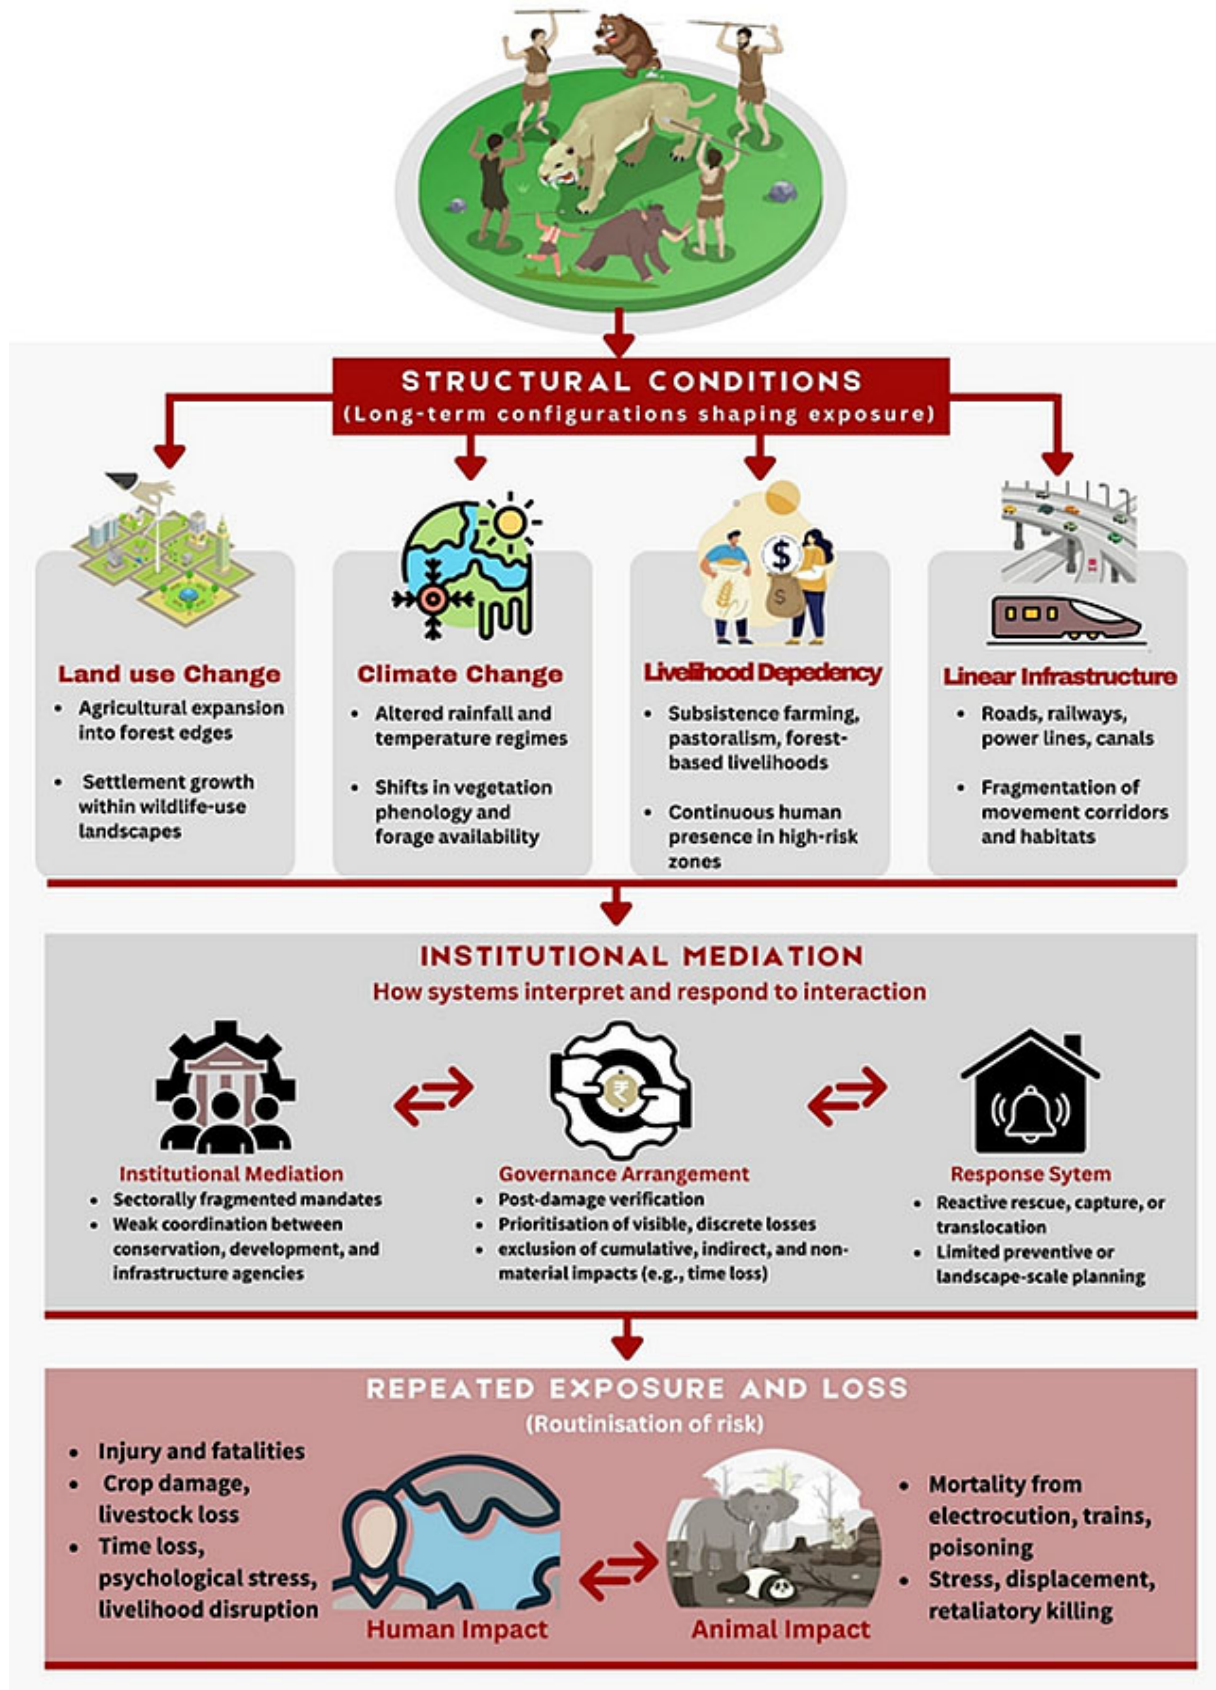 STRUCTURAL CONDITIONS
(Long-term configurations shaping exposure)
Land use Change
• Agricultural expansion
into forest edges
• Settlement growth
within wildlife-use
landscapes
Climate Change
• Altered rainfall and
temperature regimes
• Shifts in vegetation
phenology and
forage availability
$
$
Livelihood Depedency
• Subsistence farming,
pastoralism, forest-
based livelihoods
• Continuous human
presence in high-risk
zones
Linear Infrastructure
• Roads, railways,
power lines, canals
• Fragmentation of
movement corridors
and habitats
INSTITUTIONAL MEDIATION
How systems interpret and respond to interaction
Institutional Mediation
• Sectorally fragmented mandates
• Weak coordination between
conservation, development, and
infrastructure agencies
₹
Governance Arrangement
• Post-damage verification
• Prioritisation of visible, discrete losses
• exclusion of cumulative, indirect, and non-
material impacts (e.g., time loss)
Response Sytem
• Reactive rescue, capture, or
translocation
• Limited preventive or
landscape-scale planning
REPEATED EXPOSURE AND LOSS
(Routinisation of risk)
• Injury and fatalities
• Crop damage,
livestock loss
• Time loss,
psychological stress,
livelihood disruption
Human Impact
Animal Impact
• Mortality from
electrocution, trains,
poisoning
• Stress, displacement,
retaliatory killing